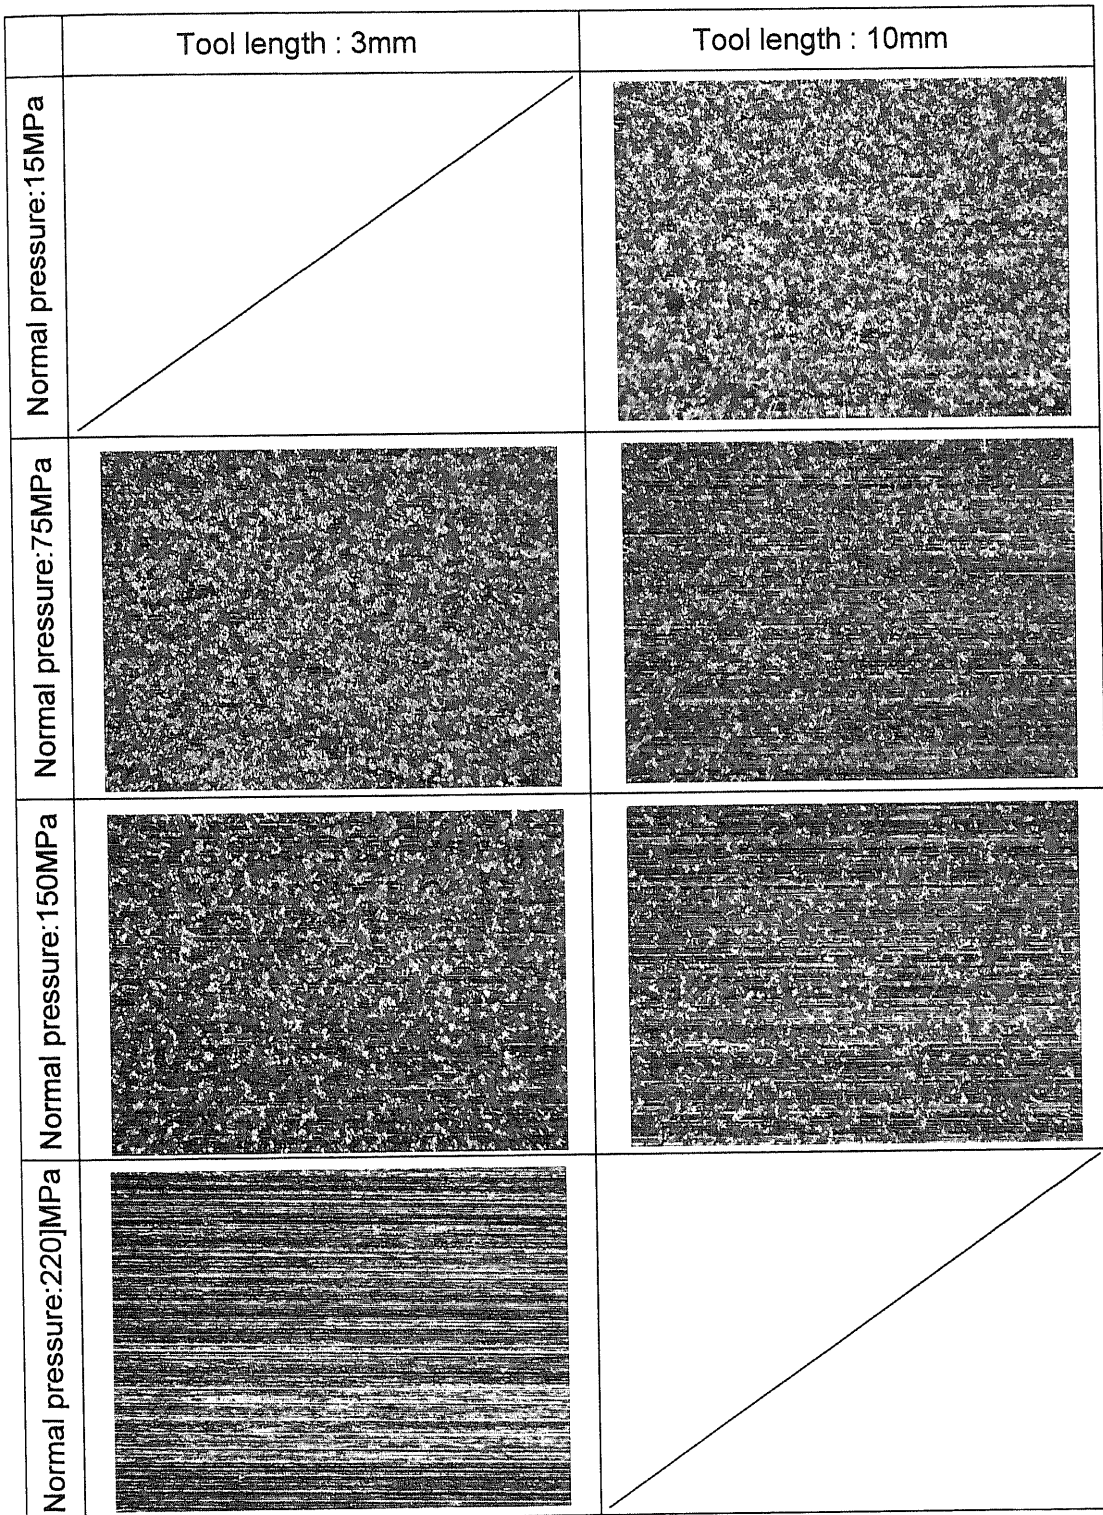 Tool length : 3mm
Tool length : 10mm
Normal pressure:15MPa
Normal pressure:75MPa
Normal pressure:150MPa
Normal pressure:220]MPa